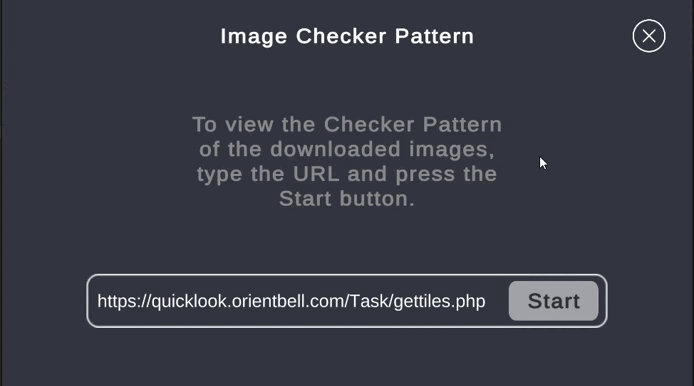 Image Checker Pattern
To view the Checker Pattern
of the downloaded images,
type the URL and press the
Start button.
https://quicklook.orientbell.com/Task/gettiles.php
Start